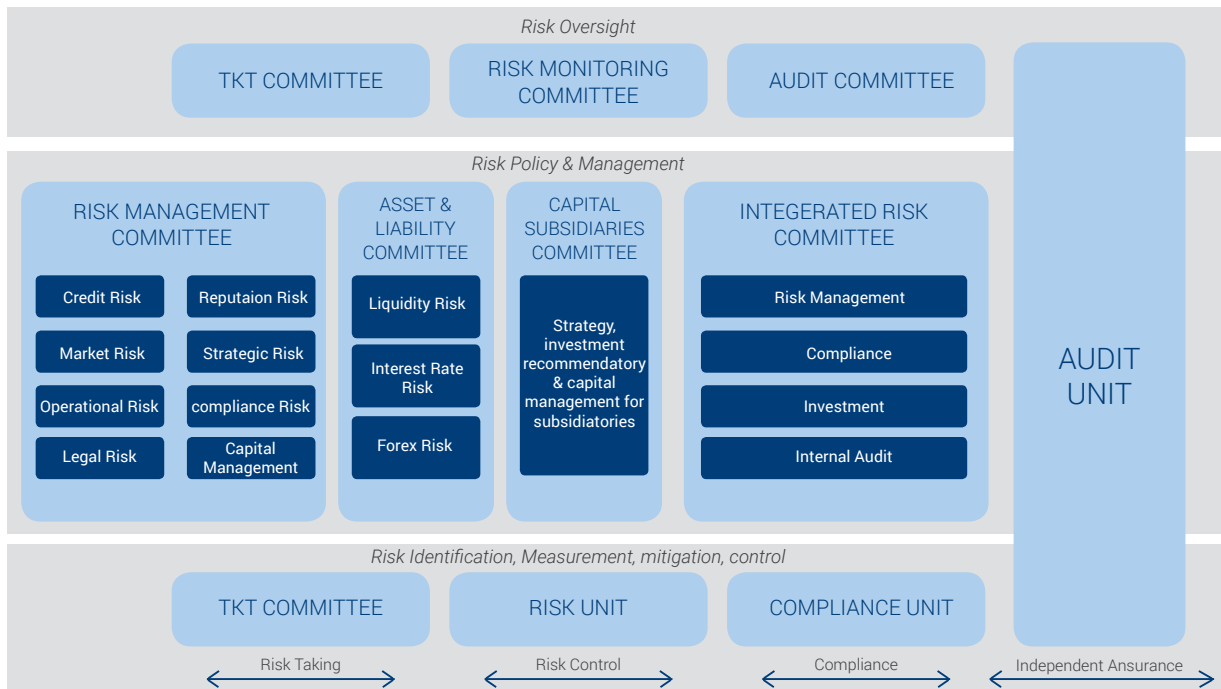 Risk Oversight
TKT COMMITTEE
RISK MONITORING
COMMITTEE
AUDIT COMMITTEE
AUDIT
UNIT
Risk Policy & Management
RISK MANAGEMENT
COMMITTEE
Credit Risk
Reputaion Risk
Market Risk
Strategic Risk
Operational Risk
compliance Risk
Legal Risk
Capital
Management
ASSET &
LIABILITY
COMMITTEE
Liquidity Risk
Interest Rate
Risk
Forex Risk
CAPITAL
SUBSIDIARIES
COMMITTEE
Strategy,
investment
recommendatory
& capital
management for
subsidiatories
INTEGERATED RISK
COMMITTEE
Risk Management
Compliance
Investment
Internal Audit
Risk Identification, Measurement, mitigation, control
TKT COMMITTEE
RISK UNIT
COMPLIANCE UNIT
Risk Taking
Risk Control
Compliance
Independent Ansurance